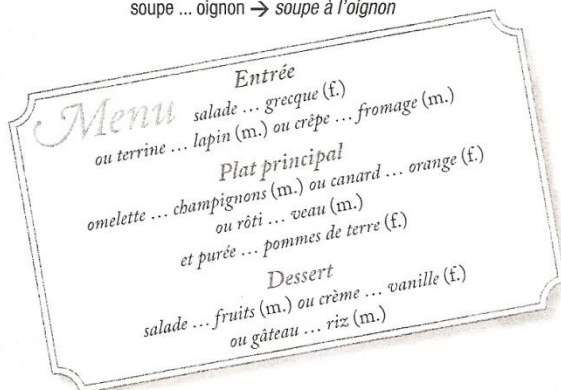 soupe ... oignon → soupe à l'oignon
Menu
Entrée
salade ... grecque (f.)
ou terrine ... lapin (m.) ou crêpe ... fromage (m.)
Plat principal
omelette ... champignons (m.) ou canard ... orange (f.)
ou rôti ... veau (m.)
et purée ... pommes de terre (f.)
Dessert
salade ... fruits (m.) ou crème ... vanille (f.)
ou gâteau ... riz (m.)